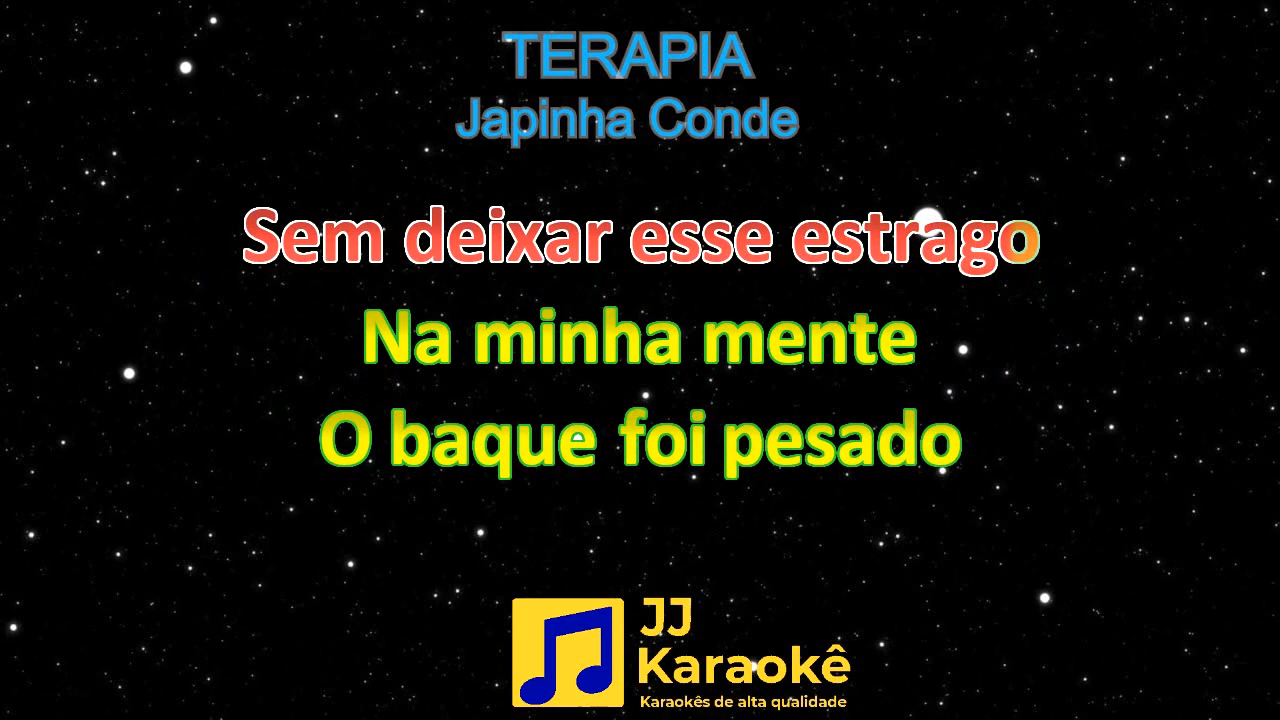 TERAPIA
Japinha Conde
Sem deixar esse estrago
Na minha mente
O baque foi pesado
JJ
Karaokê
Karaokês de alta qualidade